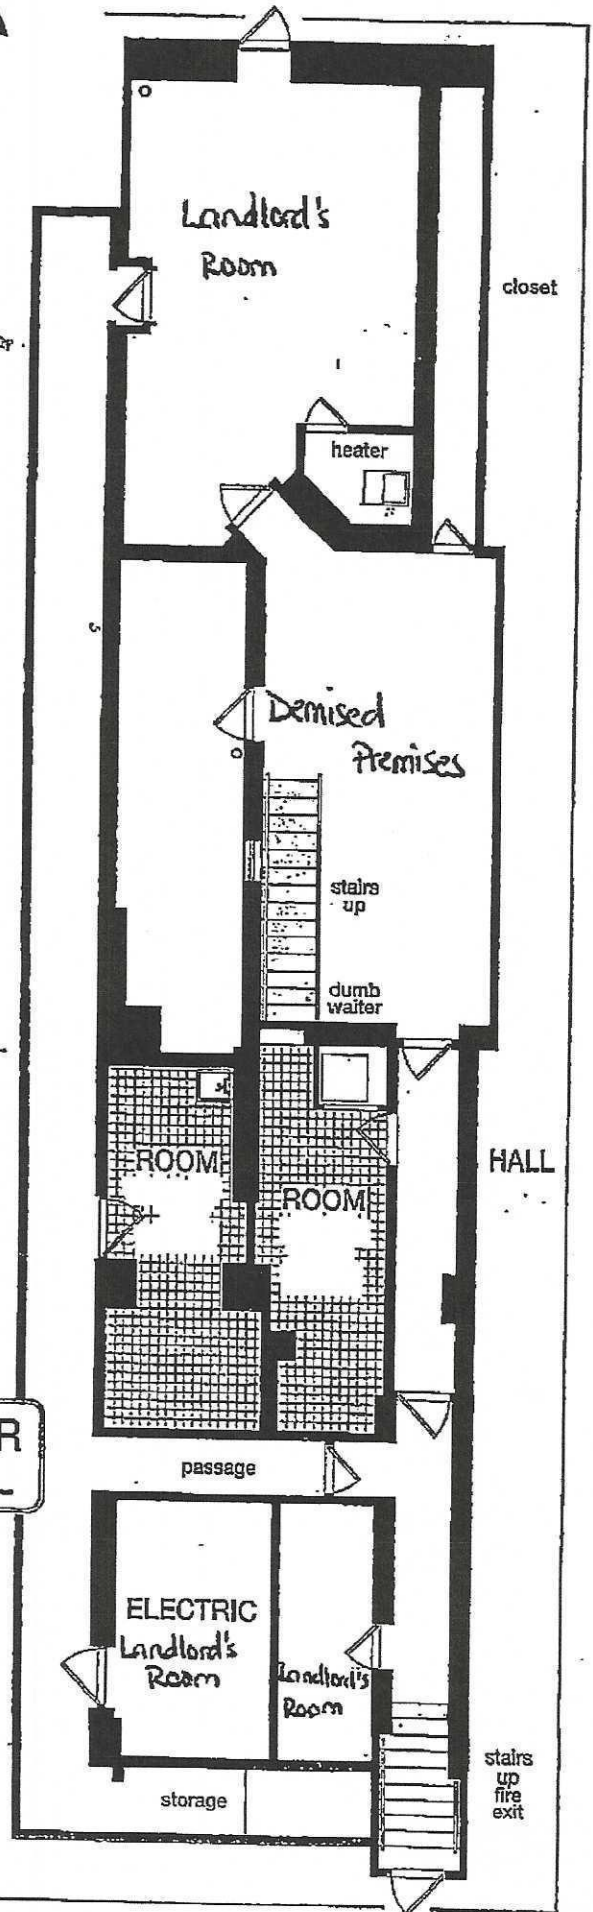 Landlord's
Room
closet
heater
Demised
Premises
stairs
up
dumb
waiter
ROOM
ROOM
HALL
R
passage
ELECTRIC
Landlord's
Room
Landlord's
Room
storage
stairs
up
fire
exit